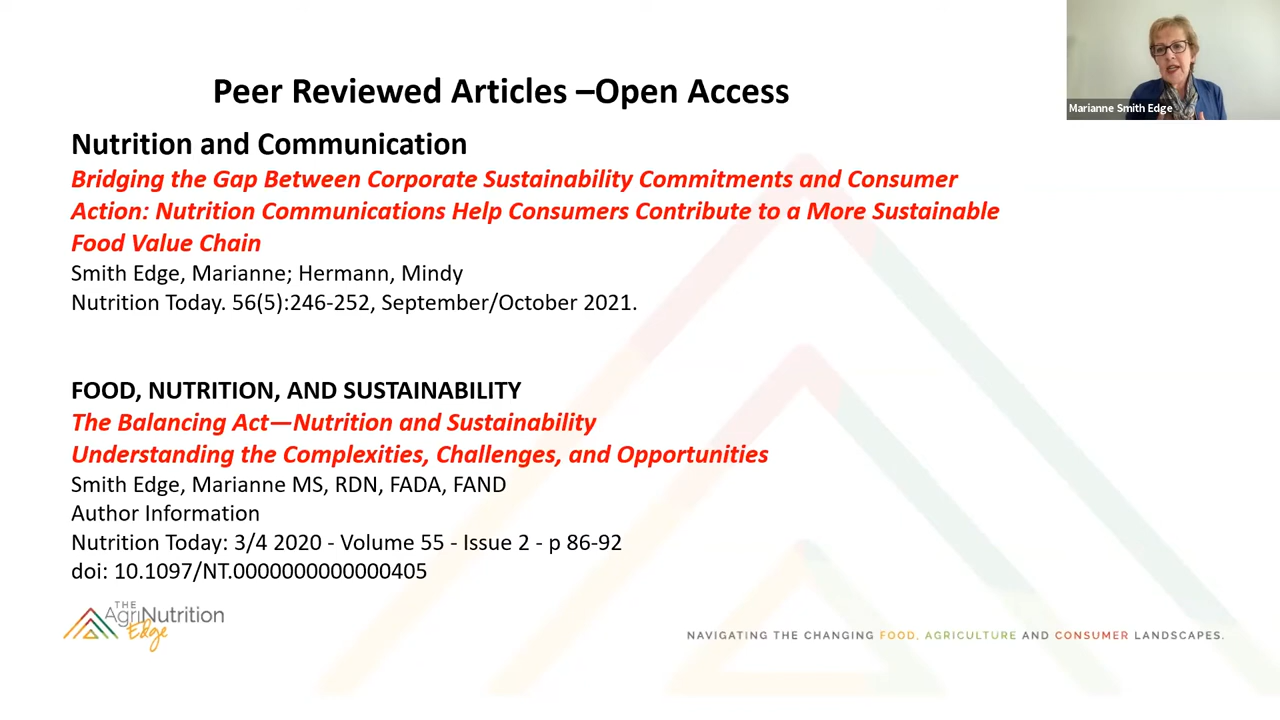 Peer Reviewed Articles –Open Access
Marianne Smith Edge
Nutrition and Communication
Bridging the Gap Between Corporate Sustainability Commitments and Consumer
Action: Nutrition Communications Help Consumers Contribute to a More Sustainable
Food Value Chain
Smith Edge, Marianne; Hermann, Mindy
Nutrition Today. 56(5):246-252, September/October 2021.
FOOD, NUTRITION, AND SUSTAINABILITY
The Balancing Act—Nutrition and Sustainability
Understanding the Complexities, Challenges, and Opportunities
Smith Edge, Marianne MS, RDN, FADA, FAND
Author Information
Nutrition Today: 3/4 2020 - Volume 55 - Issue 2 - p 86-92
doi: 10.1097/NT.0000000000000405
THE
AgriNutrition
Edge
NAVIGATING THE CHANGING FOOD, AGRICULTURE AND CONSUMER LANDSCAPES.